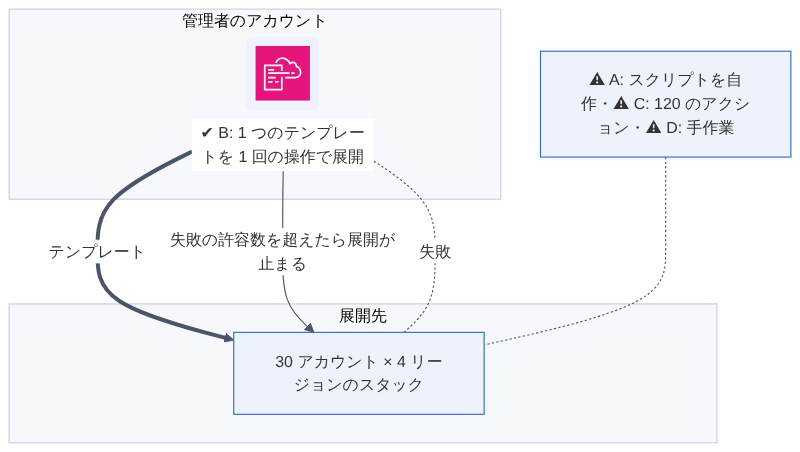 管理者のアカウント
✔ B: 1 つのテンプレー
トを 1 回の操作で展開
⚠ A: スクリプトを自
作・⚠ C: 120 のアクシ
ョン・⚠ D: 手作業
テンプレート
失敗の許容数を超えたら展開が
止まる
失敗
展開先
30 アカウント × 4 リー
ジョンのスタック